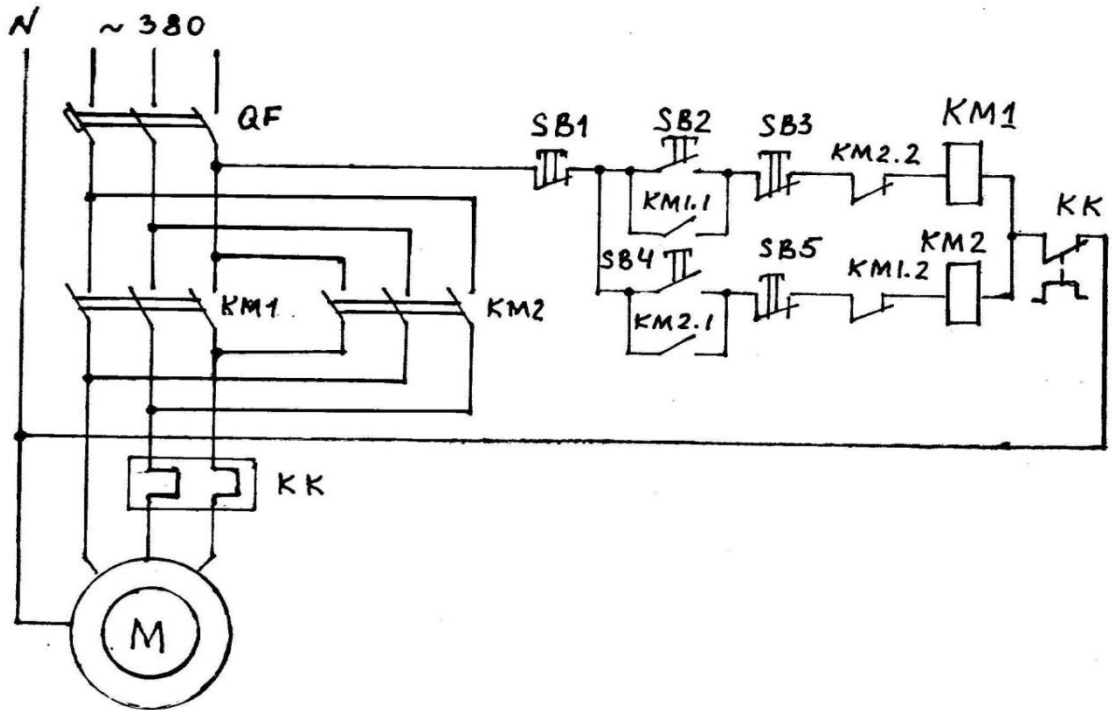 N ~ 380
QF
SB1 SB2 SB3 KM2.2 KM1
KM1.1
KK
SB4 SB5 KM1.2 KM2
KM1 KM2
KM2.1
KK
M